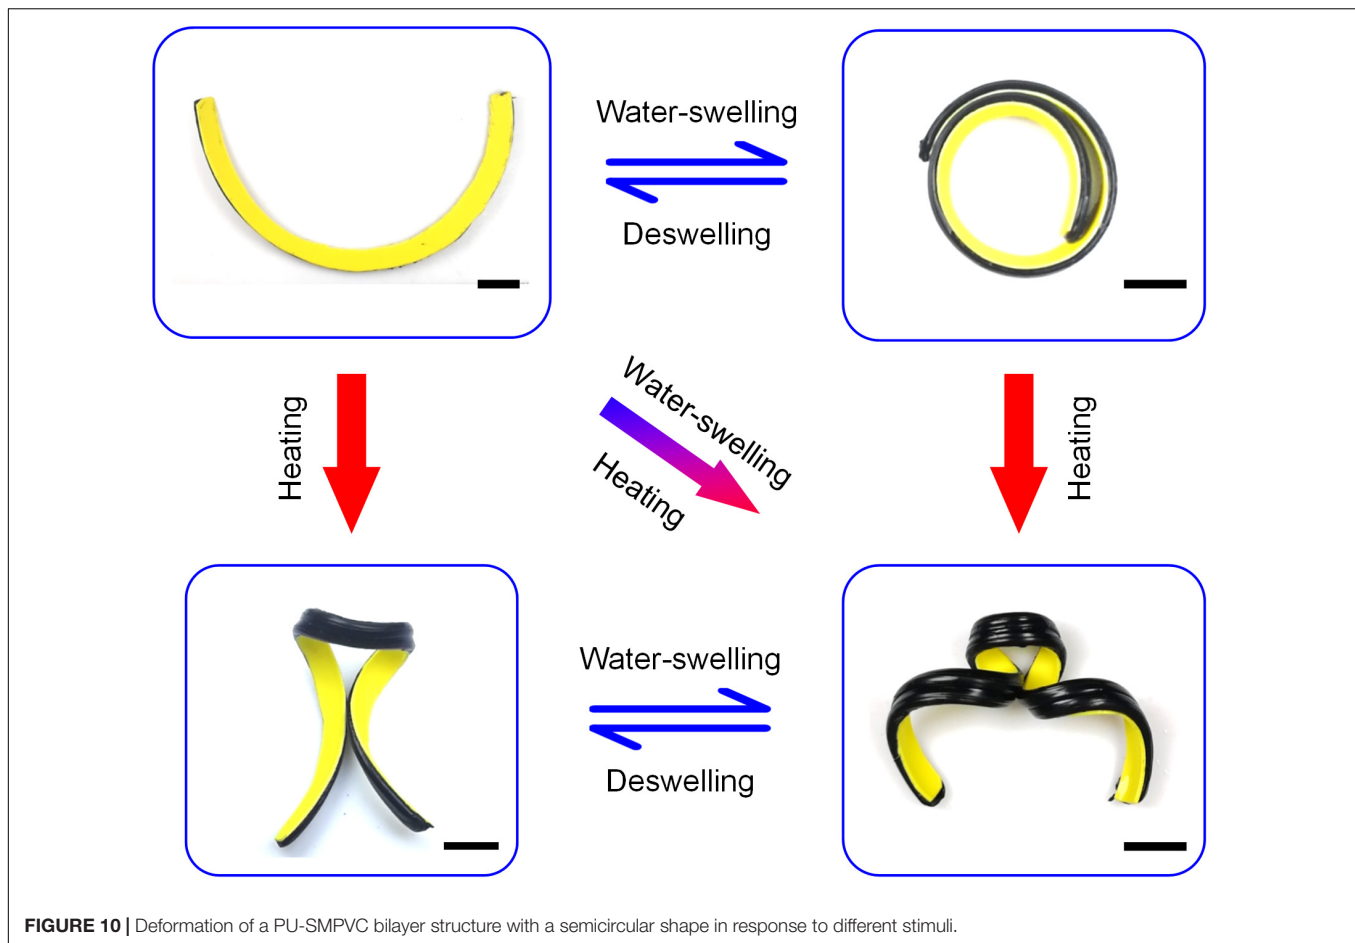 Water-swelling
Deswelling
Heating
Water-swelling
Heating
Heating
Water-swelling
Deswelling
FIGURE 10 | Deformation of a PU-SMPVC bilayer structure with a semicircular shape in response to different stimuli.